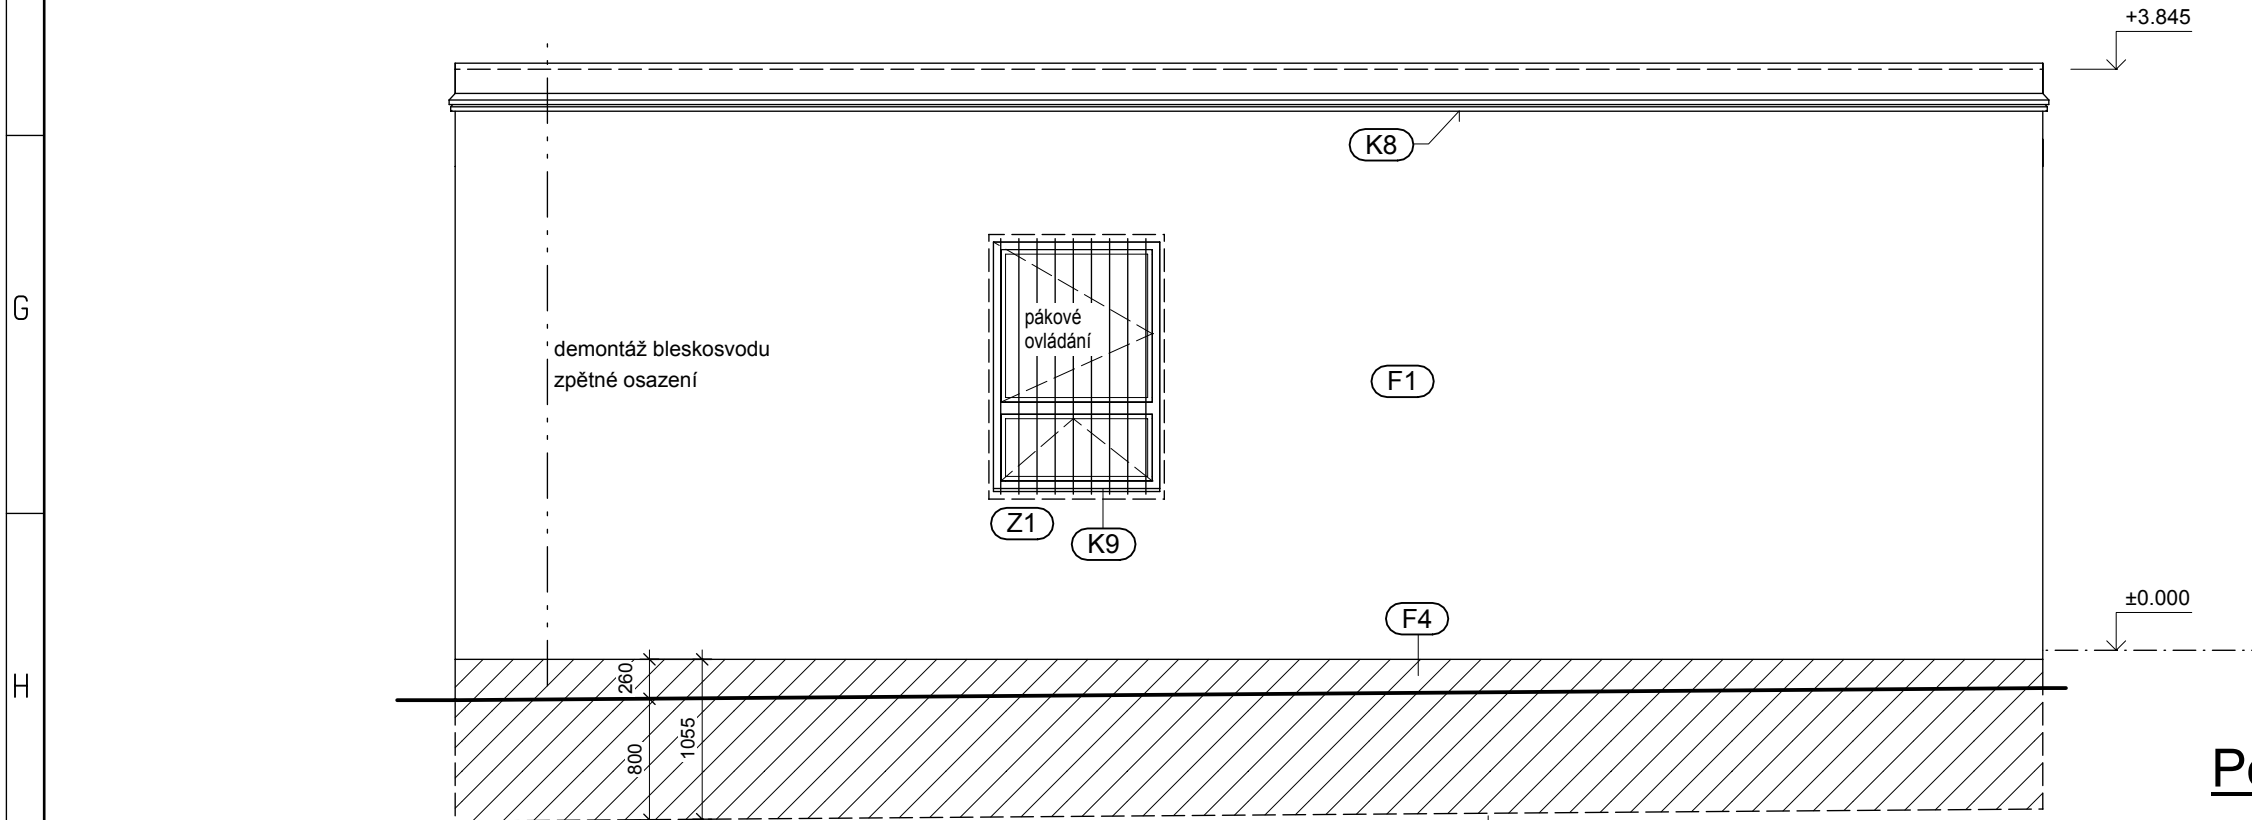 +3.845
K8
G
pákové
ovládání
demontáž bleskosvodu
zpětné osazení
F1
Z1
K9
±0.000
F4
H
260
1055
800